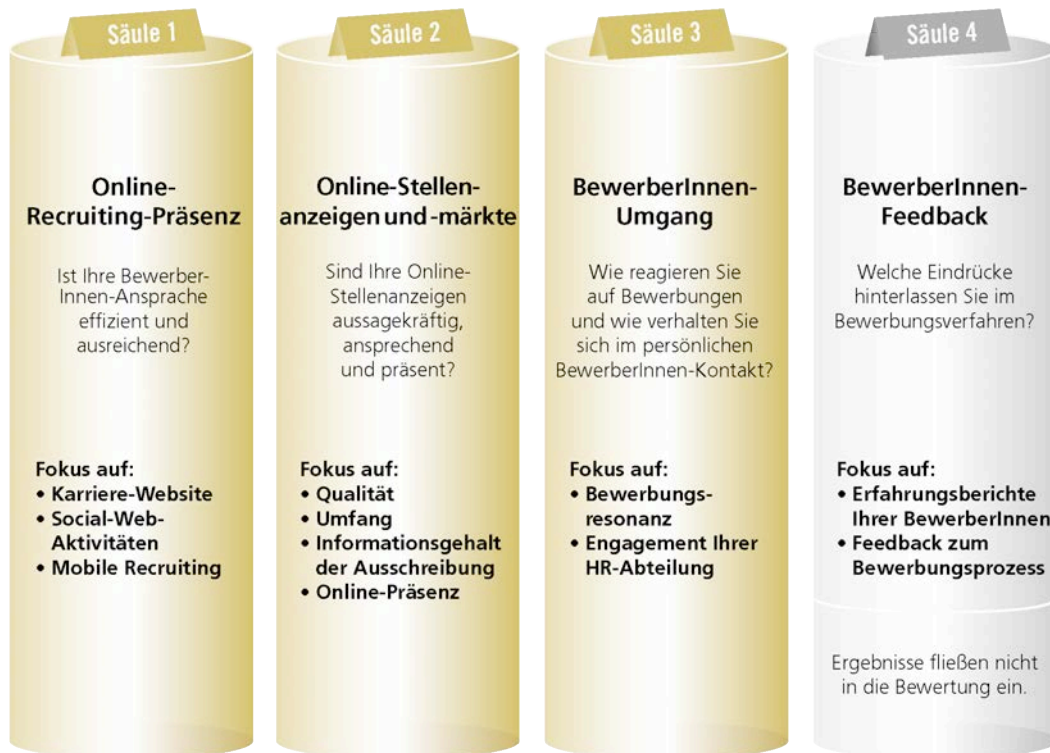 Säule 1
Online-
Recruiting-Präsenz
Ist Ihre Bewerber-
Innen-Ansprache
effizient und
ausreichend?
Fokus auf:
• Karriere-Website
• Social-Web-
Aktivitäten
• Mobile Recruiting
Säule 2
Online-Stellen-
anzeigen und -märkte
Sind Ihre Online-
Stellenanzeigen
aussagekräftig,
ansprechend
und präsent?
Fokus auf:
• Qualität
• Umfang
• Informationsgehalt
der Ausschreibung
• Online-Präsenz
Säule 3
BewerberInnen-
Umgang
Wie reagieren Sie
auf Bewerbungen
und wie verhalten Sie
sich im persönlichen
BewerberInnen-Kontakt?
Fokus auf:
• Bewerbungs-
resonanz
• Engagement Ihrer
HR-Abteilung
Säule 4
BewerberInnen-
Feedback
Welche Eindrücke
hinterlassen Sie im
Bewerbungsverfahren?
Fokus auf:
• Erfahrungsberichte
Ihrer BewerberInnen
• Feedback zum
Bewerbungsprozess
Ergebnisse fließen nicht
in die Bewertung ein.